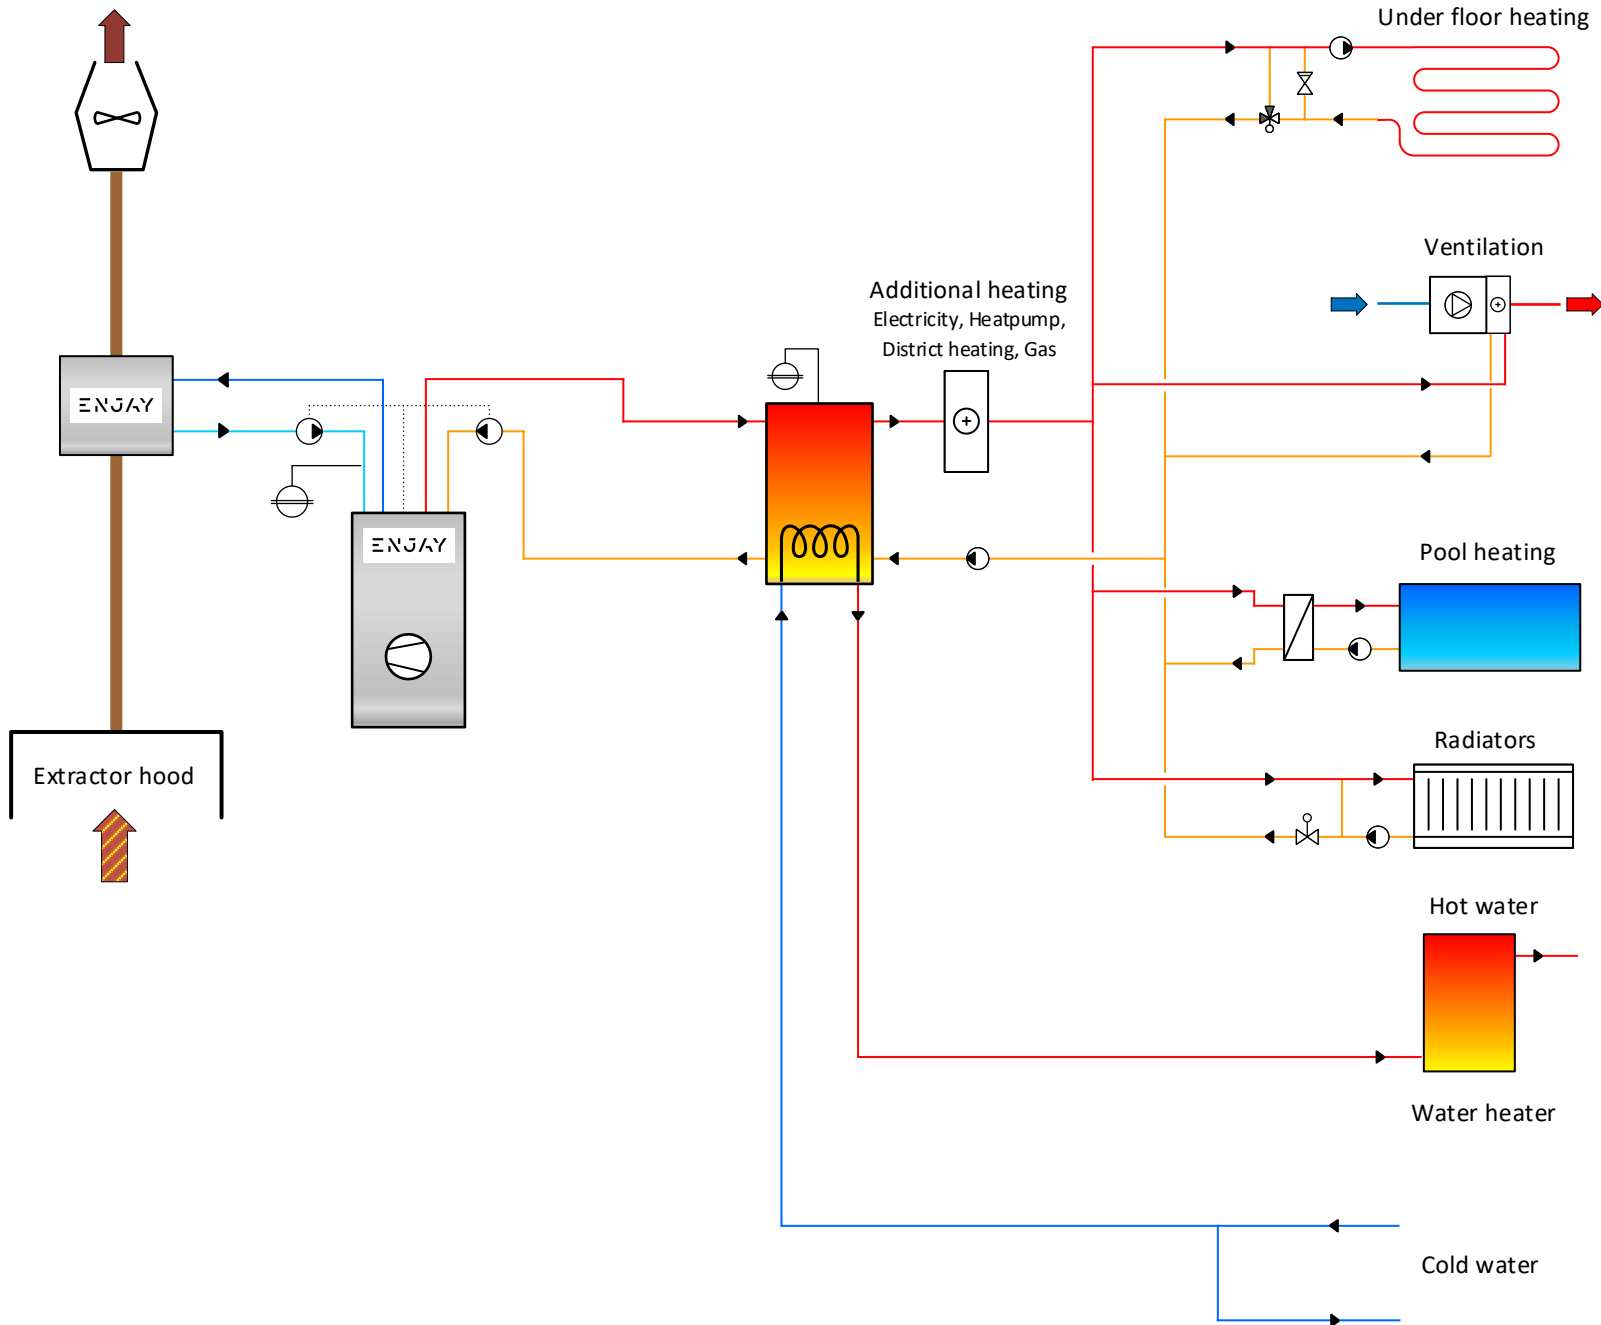 Under floor heating
Ventilation
Additional heating
Electricity, Heatpump,
District heating, Gas
ENJAY
ENJAY
Pool heating
Radiators
Extractor hood
Hot water
Water heater
Cold water